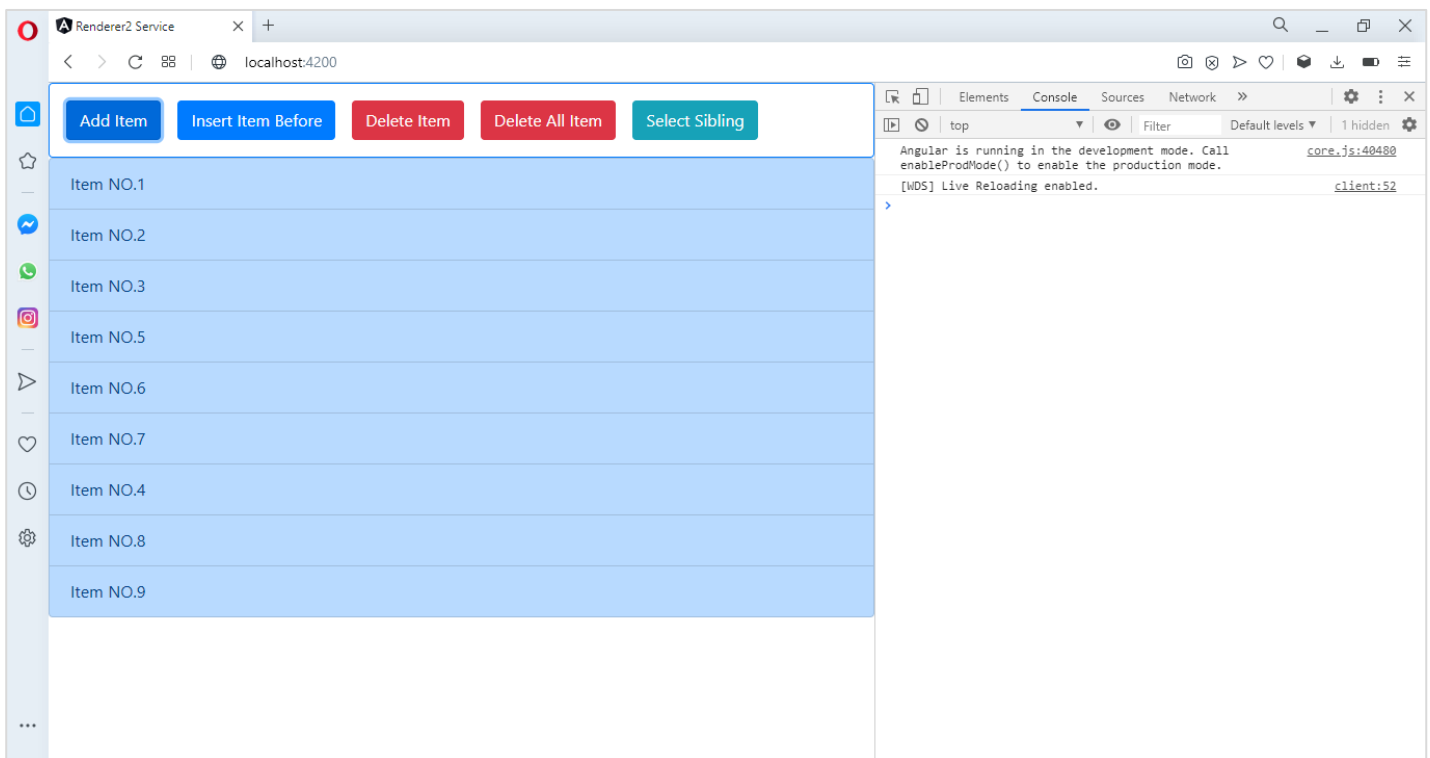 Renderer2 Service
localhost:4200
Add Item Insert Item Before Delete Item Delete All Item Select Sibling
Item NO.1
Item NO.2
Item NO.3
Item NO.5
Item NO.6
Item NO.7
Item NO.4
Item NO.8
Item NO.9
Elements Console Sources Network
top Filter Default levels 1 hidden
Angular is running in the development mode. Call core.js:40480
enableProdMode() to enable the production mode.
[WDS] Live Reloading enabled. client:52